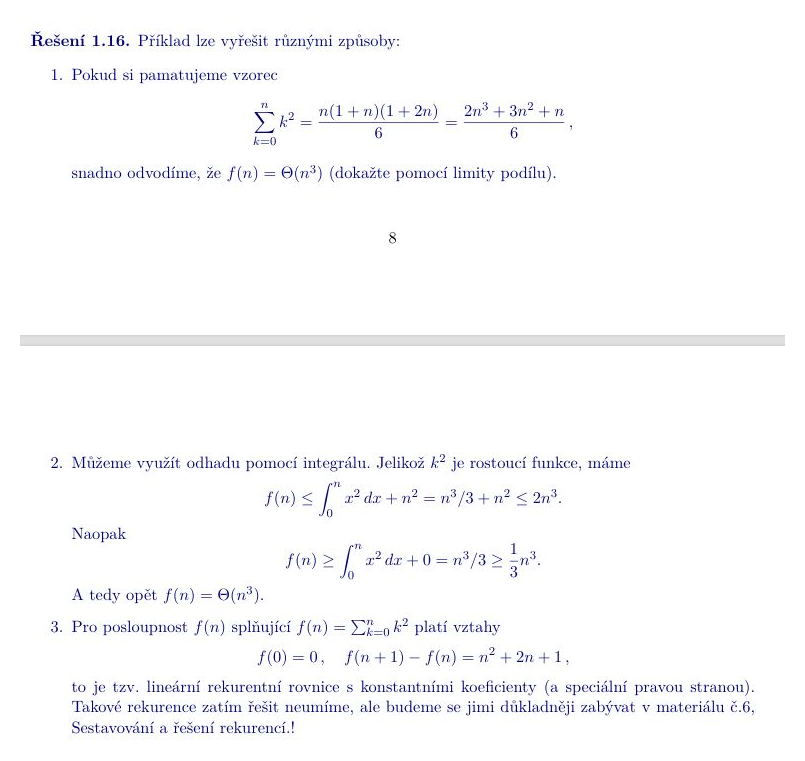 Řešení 1.16. Příklad lze vyřešit různými způsoby:
1. Pokud si pamatujeme vzorec
$\sum_{k=0}^{n} k^2 = \frac{n(1+n)(1+2n)}{6} = \frac{2n^3+3n^2+n}{6}\,,$
snadno odvodíme, že $f(n) = \Theta(n^3)$ (dokažte pomocí limity podílu).
8
2. Můžeme využít odhadu pomocí integrálu. Jelikož $k^2$ je rostoucí funkce, máme
$f(n) \leq \int_0^n x^2\,dx + n^2 = n^3/3 + n^2 \leq 2n^3.$
Naopak
$f(n) \geq \int_0^n x^2\,dx + 0 = n^3/3 \geq \frac{1}{3}n^3.$
A tedy opět $f(n) = \Theta(n^3)$.
3. Pro posloupnost $f(n)$ splňující $f(n) = \sum_{k=0}^{n} k^2$ platí vztahy
$f(0) = 0\,, \quad f(n+1) - f(n) = n^2 + 2n + 1\,,$
to je tzv. lineární rekurentní rovnice s konstantními koeficienty (a speciální pravou stranou).
Takové rekurence zatím řešit neumíme, ale budeme se jimi důkladněji zabývat v materiálu č.6,
Sestavování a řešení rekurencí.!